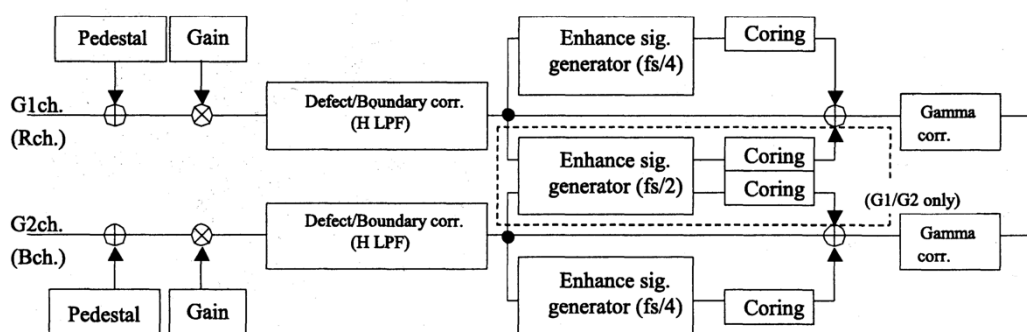 Pedestal
Gain
Enhance sig.
generator (fs/4)
Coring
G1ch.
(Rch.)
Defect/Boundary corr.
(H LPF)
Gamma
corr.
Enhance sig.
generator (fs/2)
Coring
Coring
(G1/G2 only)
G2ch.
(Bch.)
Defect/Boundary corr.
(H LPF)
Gamma
corr.
Pedestal
Gain
Enhance sig.
generator (fs/4)
Coring